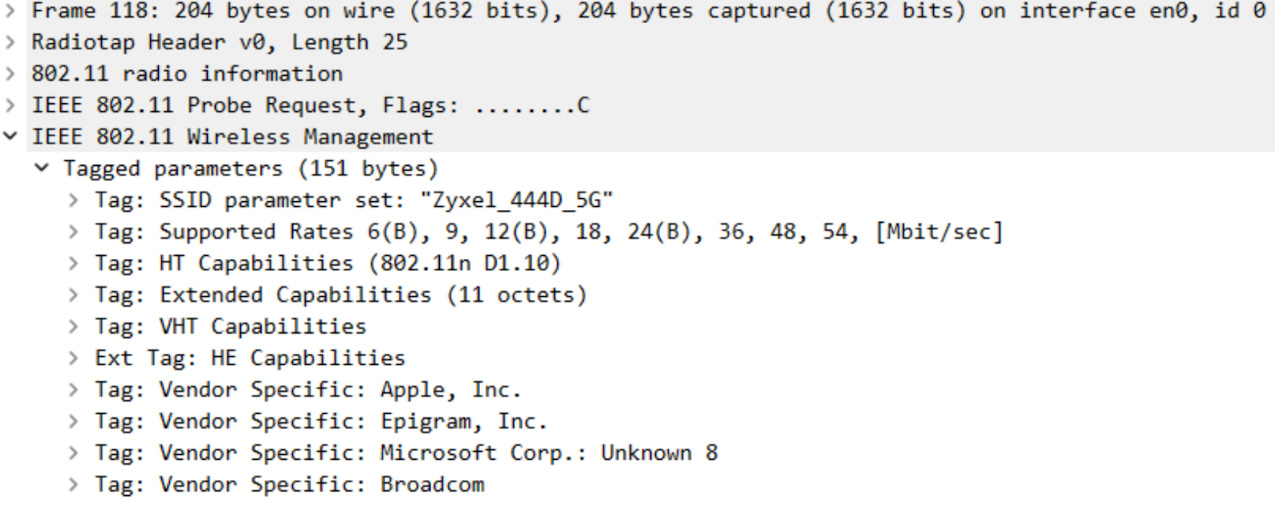 Frame 118: 204 bytes on wire (1632 bits), 204 bytes captured (1632 bits) on interface en0, id 0
Radiotap Header v0, Length 25
802.11 radio information
IEEE 802.11 Probe Request, Flags: ........C
IEEE 802.11 Wireless Management
Tagged parameters (151 bytes)
Tag: SSID parameter set: "Zyxel_444D_5G"
Tag: Supported Rates 6(B), 9, 12(B), 18, 24(B), 36, 48, 54, [Mbit/sec]
Tag: HT Capabilities (802.11n D1.10)
Tag: Extended Capabilities (11 octets)
Tag: VHT Capabilities
Ext Tag: HE Capabilities
Tag: Vendor Specific: Apple, Inc.
Tag: Vendor Specific: Epigram, Inc.
Tag: Vendor Specific: Microsoft Corp.: Unknown 8
Tag: Vendor Specific: Broadcom